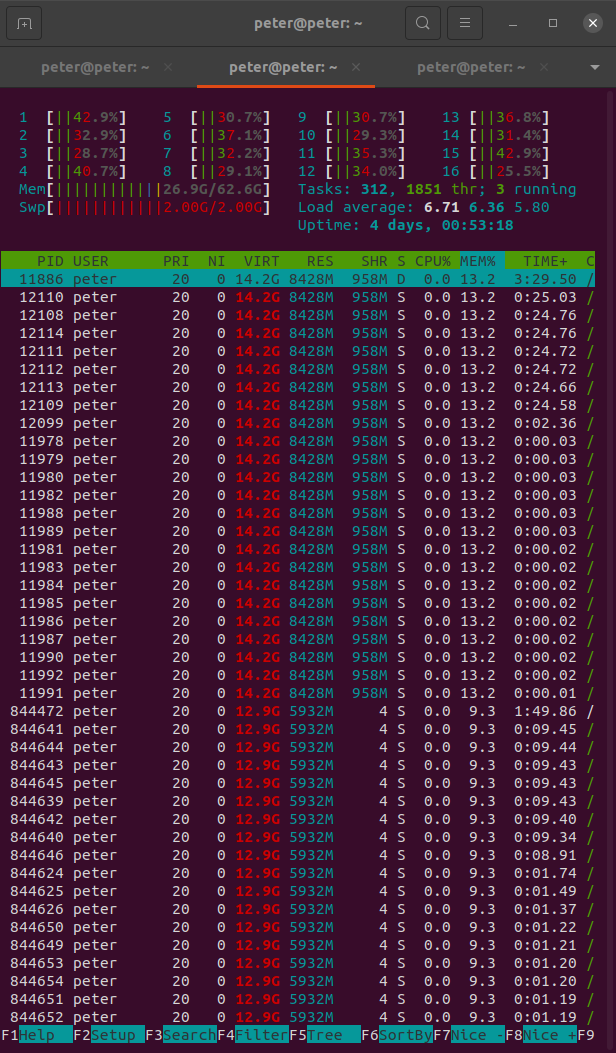 peter@peter: ~
peter@peter: ~ × peter@peter: ~ × peter@peter: ~ ×
1 [||42.9%] 5 [||30.7%] 9 [||30.7%] 13 [||36.8%]
2 [||32.9%] 6 [||37.1%] 10 [||29.3%] 14 [||31.4%]
3 [||28.7%] 7 [||32.2%] 11 [||35.3%] 15 [||42.9%]
4 [||40.7%] 8 [||29.1%] 12 [||34.0%] 16 [||25.5%]
Mem[||||||||||||26.9G/62.6G] Tasks: 312, 1851 thr; 3 running
Swp[||||||||||||2.00G/2.00G] Load average: 6.71 6.36 5.80
Uptime: 4 days, 00:53:18
PID USER PRI NI VIRT RES SHR S CPU% MEM% TIME+ C
11886 peter 20 0 14.2G 8428M 958M D 0.0 13.2 3:29.50 /
12110 peter 20 0 14.2G 8428M 958M S 0.0 13.2 0:25.03 /
12108 peter 20 0 14.2G 8428M 958M S 0.0 13.2 0:24.76 /
12114 peter 20 0 14.2G 8428M 958M S 0.0 13.2 0:24.76 /
12111 peter 20 0 14.2G 8428M 958M S 0.0 13.2 0:24.72 /
12112 peter 20 0 14.2G 8428M 958M S 0.0 13.2 0:24.72 /
12113 peter 20 0 14.2G 8428M 958M S 0.0 13.2 0:24.66 /
12109 peter 20 0 14.2G 8428M 958M S 0.0 13.2 0:24.58 /
12099 peter 20 0 14.2G 8428M 958M S 0.0 13.2 0:02.36 /
11978 peter 20 0 14.2G 8428M 958M S 0.0 13.2 0:00.03 /
11979 peter 20 0 14.2G 8428M 958M S 0.0 13.2 0:00.03 /
11980 peter 20 0 14.2G 8428M 958M S 0.0 13.2 0:00.03 /
11982 peter 20 0 14.2G 8428M 958M S 0.0 13.2 0:00.03 /
11988 peter 20 0 14.2G 8428M 958M S 0.0 13.2 0:00.03 /
11989 peter 20 0 14.2G 8428M 958M S 0.0 13.2 0:00.03 /
11981 peter 20 0 14.2G 8428M 958M S 0.0 13.2 0:00.02 /
11983 peter 20 0 14.2G 8428M 958M S 0.0 13.2 0:00.02 /
11984 peter 20 0 14.2G 8428M 958M S 0.0 13.2 0:00.02 /
11985 peter 20 0 14.2G 8428M 958M S 0.0 13.2 0:00.02 /
11986 peter 20 0 14.2G 8428M 958M S 0.0 13.2 0:00.02 /
11987 peter 20 0 14.2G 8428M 958M S 0.0 13.2 0:00.02 /
11990 peter 20 0 14.2G 8428M 958M S 0.0 13.2 0:00.02 /
11992 peter 20 0 14.2G 8428M 958M S 0.0 13.2 0:00.02 /
11991 peter 20 0 14.2G 8428M 958M S 0.0 13.2 0:00.01 /
844472 peter 20 0 12.9G 5932M 4 S 0.0 9.3 1:49.86 /
844641 peter 20 0 12.9G 5932M 4 S 0.0 9.3 0:09.45 /
844644 peter 20 0 12.9G 5932M 4 S 0.0 9.3 0:09.44 /
844643 peter 20 0 12.9G 5932M 4 S 0.0 9.3 0:09.43 /
844645 peter 20 0 12.9G 5932M 4 S 0.0 9.3 0:09.43 /
844639 peter 20 0 12.9G 5932M 4 S 0.0 9.3 0:09.43 /
844642 peter 20 0 12.9G 5932M 4 S 0.0 9.3 0:09.40 /
844640 peter 20 0 12.9G 5932M 4 S 0.0 9.3 0:09.34 /
844646 peter 20 0 12.9G 5932M 4 S 0.0 9.3 0:08.91 /
844624 peter 20 0 12.9G 5932M 4 S 0.0 9.3 0:01.74 /
844625 peter 20 0 12.9G 5932M 4 S 0.0 9.3 0:01.49 /
844626 peter 20 0 12.9G 5932M 4 S 0.0 9.3 0:01.37 /
844650 peter 20 0 12.9G 5932M 4 S 0.0 9.3 0:01.22 /
844649 peter 20 0 12.9G 5932M 4 S 0.0 9.3 0:01.21 /
844653 peter 20 0 12.9G 5932M 4 S 0.0 9.3 0:01.20 /
844654 peter 20 0 12.9G 5932M 4 S 0.0 9.3 0:01.20 /
844651 peter 20 0 12.9G 5932M 4 S 0.0 9.3 0:01.19 /
844652 peter 20 0 12.9G 5932M 4 S 0.0 9.3 0:01.19 /
F1Help F2Setup F3SearchF4FilterF5Tree F6SortByF7Nice -F8Nice +F9